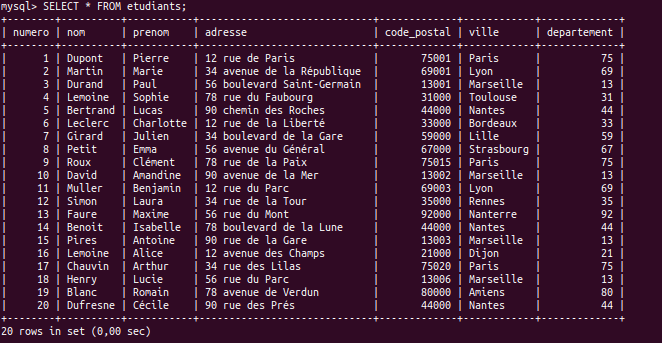 mysql> SELECT * FROM etudiants;
+--------+----------+-----------+--------------------------+-------------+------------+-------------+
| numero | nom      | prenom    | adresse                  | code_postal | ville      | departement |
+--------+----------+-----------+--------------------------+-------------+------------+-------------+
|      1 | Dupont   | Pierre    | 12 rue de Paris          |       75001 | Paris      |          75 |
|      2 | Martin   | Marie     | 34 avenue de la République |       69001 | Lyon       |          69 |
|      3 | Durand   | Paul      | 56 boulevard Saint-Germain |       13001 | Marseille  |          13 |
|      4 | Lemoine  | Sophie    | 78 rue du Faubourg       |       31000 | Toulouse   |          31 |
|      5 | Bertrand | Lucas     | 90 chemin des Roches     |       44000 | Nantes     |          44 |
|      6 | Leclerc  | Charlotte | 12 rue de la Liberté     |       33000 | Bordeaux   |          33 |
|      7 | Girard   | Julien    | 34 boulevard de la Gare  |       59000 | Lille      |          59 |
|      8 | Petit    | Emma      | 56 avenue du Général     |       67000 | Strasbourg |          67 |
|      9 | Roux     | Clément   | 78 rue de la Paix        |       75015 | Paris      |          75 |
|     10 | David    | Amandine  | 90 avenue de la Mer      |       13002 | Marseille  |          13 |
|     11 | Muller   | Benjamin  | 12 rue du Parc           |       69003 | Lyon       |          69 |
|     12 | Simon    | Laura     | 34 rue de la Tour        |       35000 | Rennes     |          35 |
|     13 | Faure    | Maxime    | 56 rue du Mont           |       92000 | Nanterre   |          92 |
|     14 | Benoit   | Isabelle  | 78 boulevard de la Lune  |       44000 | Nantes     |          44 |
|     15 | Pires    | Antoine   | 90 rue de la Gare        |       13003 | Marseille  |          13 |
|     16 | Lemoine  | Alice     | 12 avenue des Champs     |       21000 | Dijon      |          21 |
|     17 | Chauvin  | Arthur    | 34 rue des Lilas         |       75020 | Paris      |          75 |
|     18 | Henry    | Lucie     | 56 rue du Parc           |       13006 | Marseille  |          13 |
|     19 | Blanc    | Romain    | 78 avenue de Verdun      |       80000 | Amiens     |          80 |
|     20 | Dufresne | Cécile    | 90 rue des Prés          |       44000 | Nantes     |          44 |
+--------+----------+-----------+--------------------------+-------------+------------+-------------+
20 rows in set (0,00 sec)